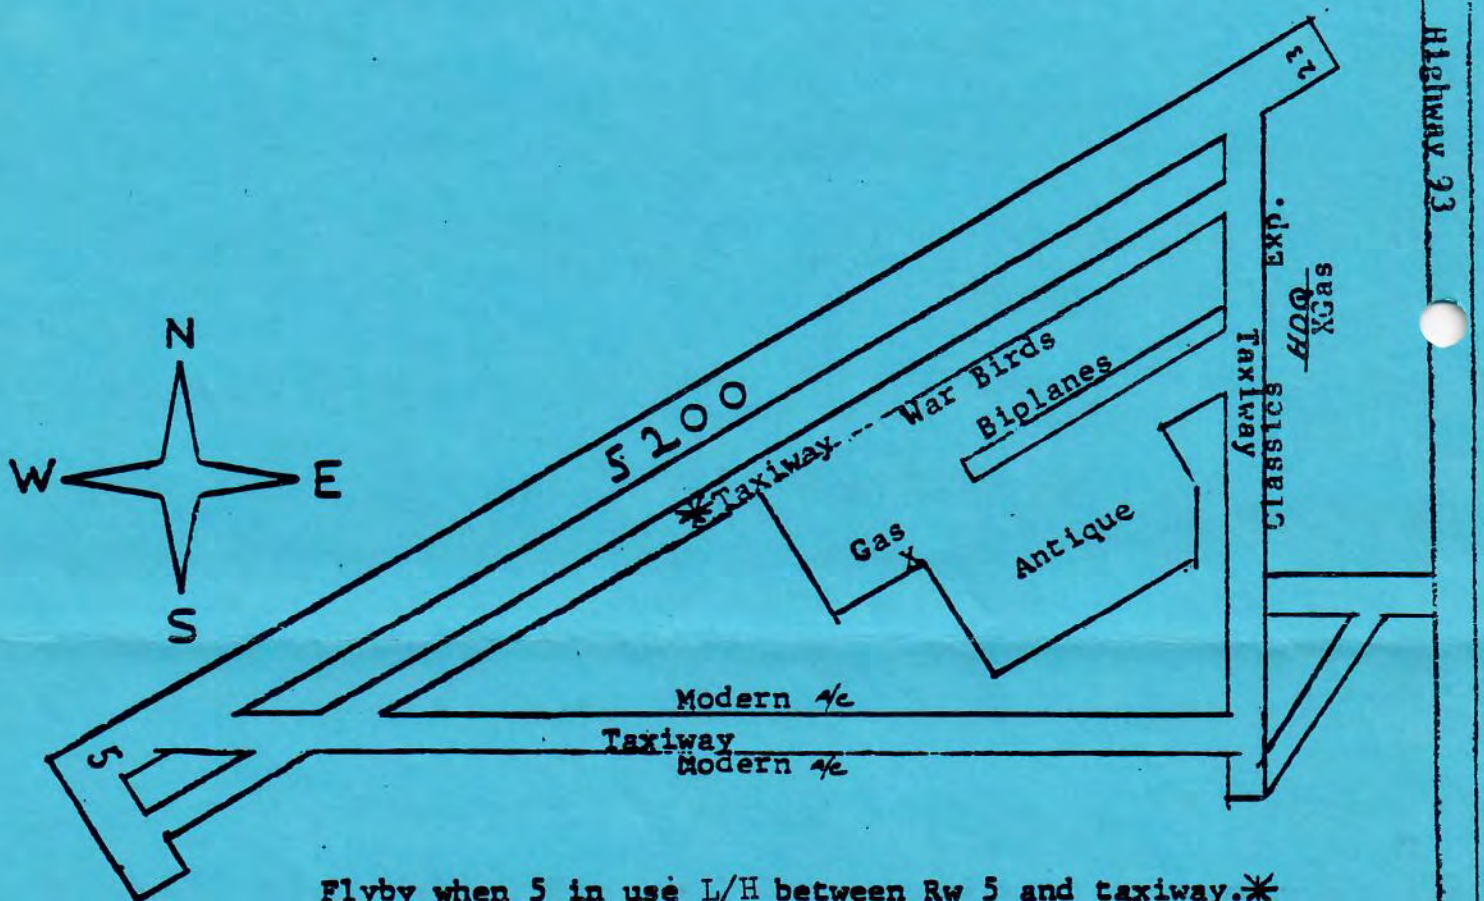 Highway 93
23
Exp.
HDQ
XGas
Taxiway
Classics
N
W
E
S
5200
War Birds
Biplanes
*Taxiway
Gas
X
Antique
Modern A/c
Taxiway
Modern A/c
5
Flyby when 5 in use L/H between Rw 5 and taxiway.*